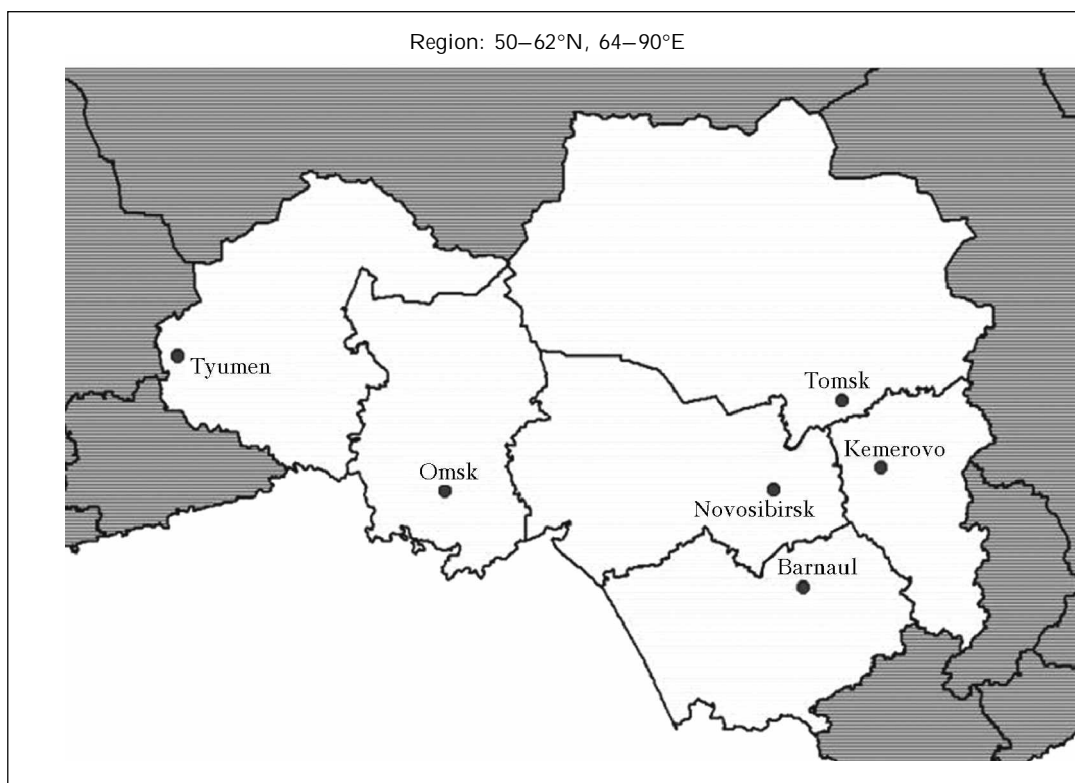 Region: 50–62°N, 64–90°E
Tyumen
Tomsk
Kemerovo
Omsk
Novosibirsk
Barnaul